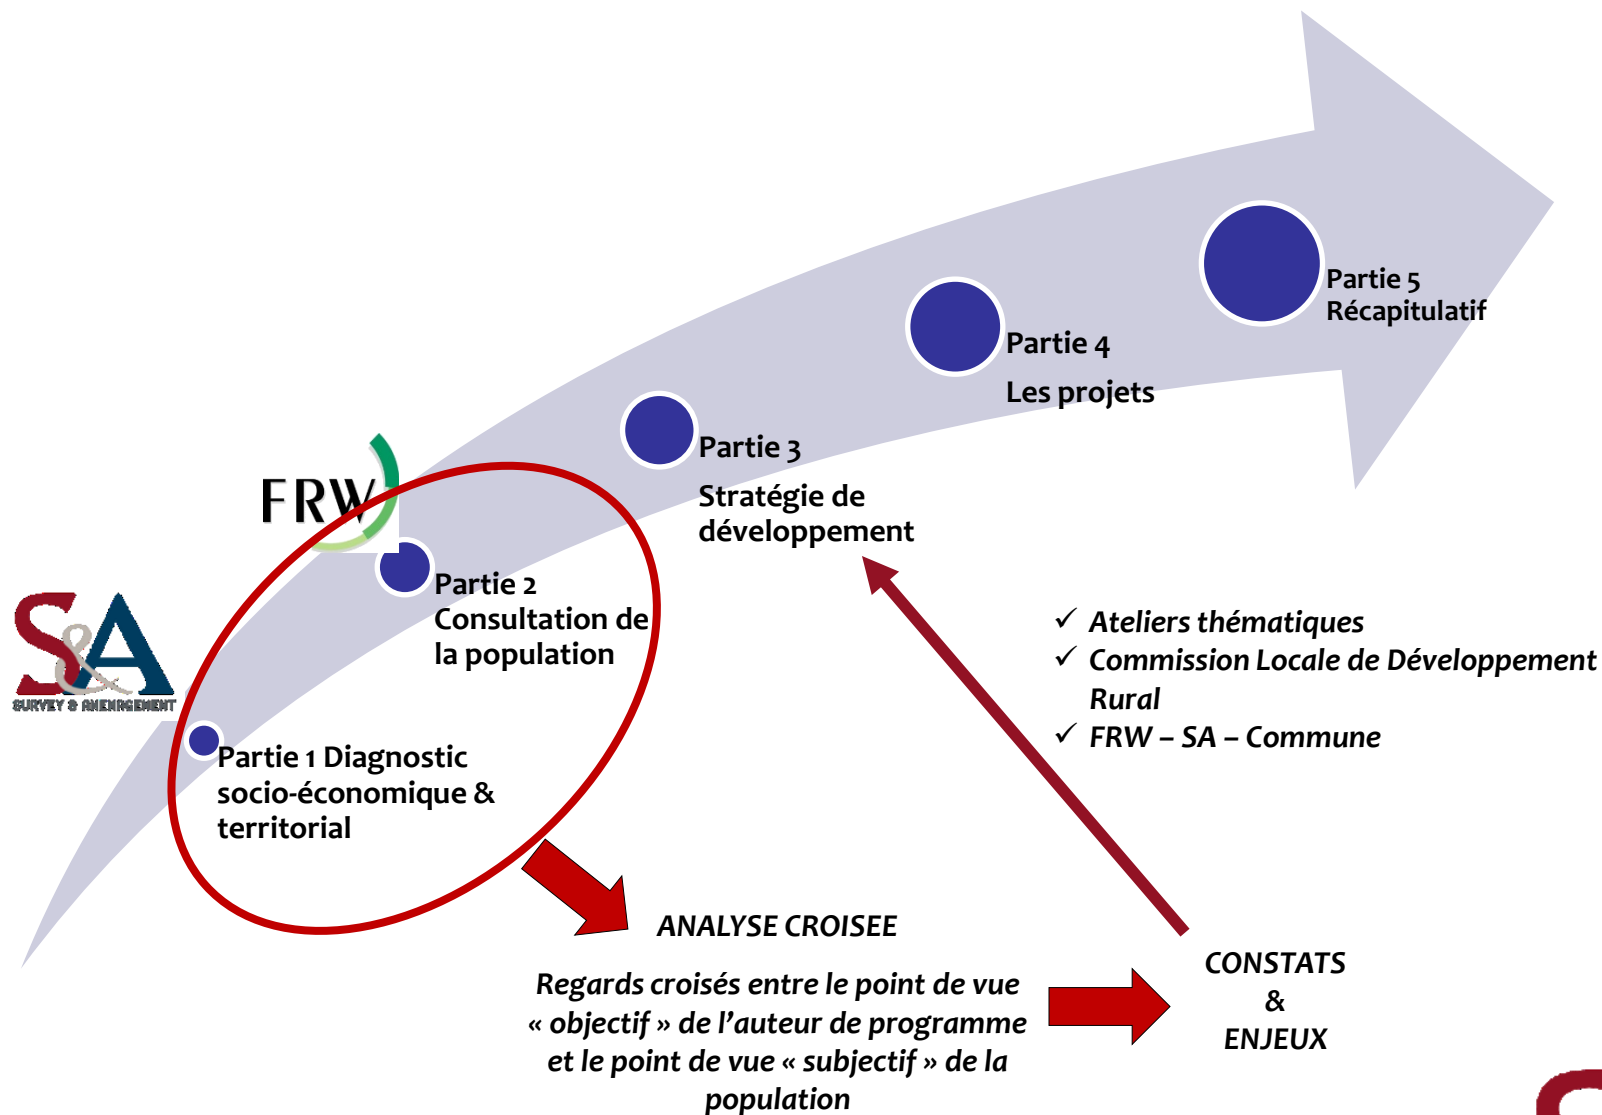 Partie 5
Récapitulatif
Partie 4
Les projets
Partie 3
Stratégie de
développement
FRW
Partie 2
Consultation de
la population
S&A
SURVEY & AMENAGEMENT
Partie 1 Diagnostic
socio-économique &
territorial
✓ Ateliers thématiques
✓ Commission Locale de Développement
Rural
✓ FRW – SA – Commune
ANALYSE CROISEE
Regards croisés entre le point de vue
« objectif » de l’auteur de programme
et le point de vue « subjectif » de la
population
CONSTATS
&
ENJEUX